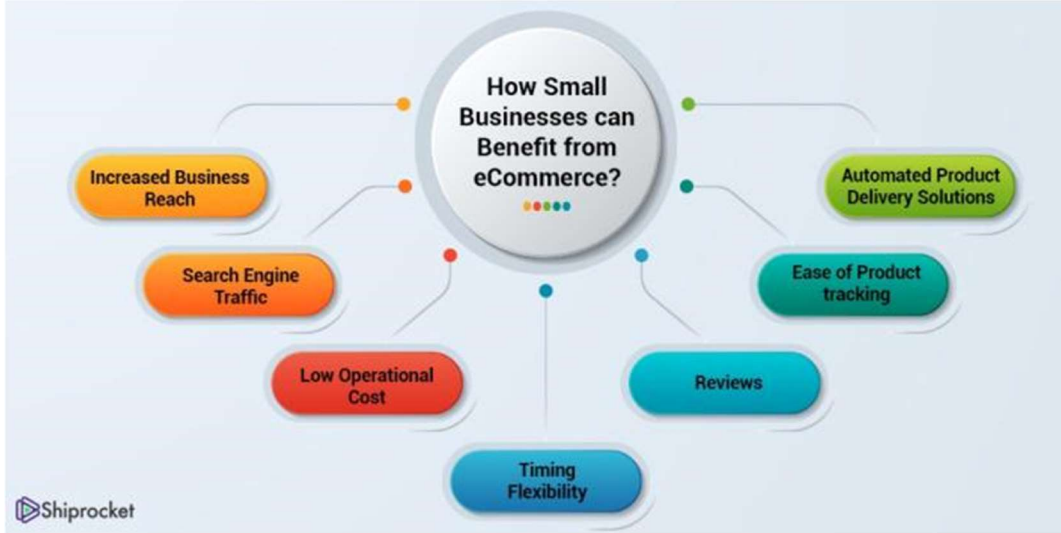 How Small
Businesses can
Benefit from
eCommerce?
Increased Business
Reach
Search Engine
Traffic
Low Operational
Cost
Timing
Flexibility
Reviews
Ease of Product
tracking
Automated Product
Delivery Solutions
Shiprocket